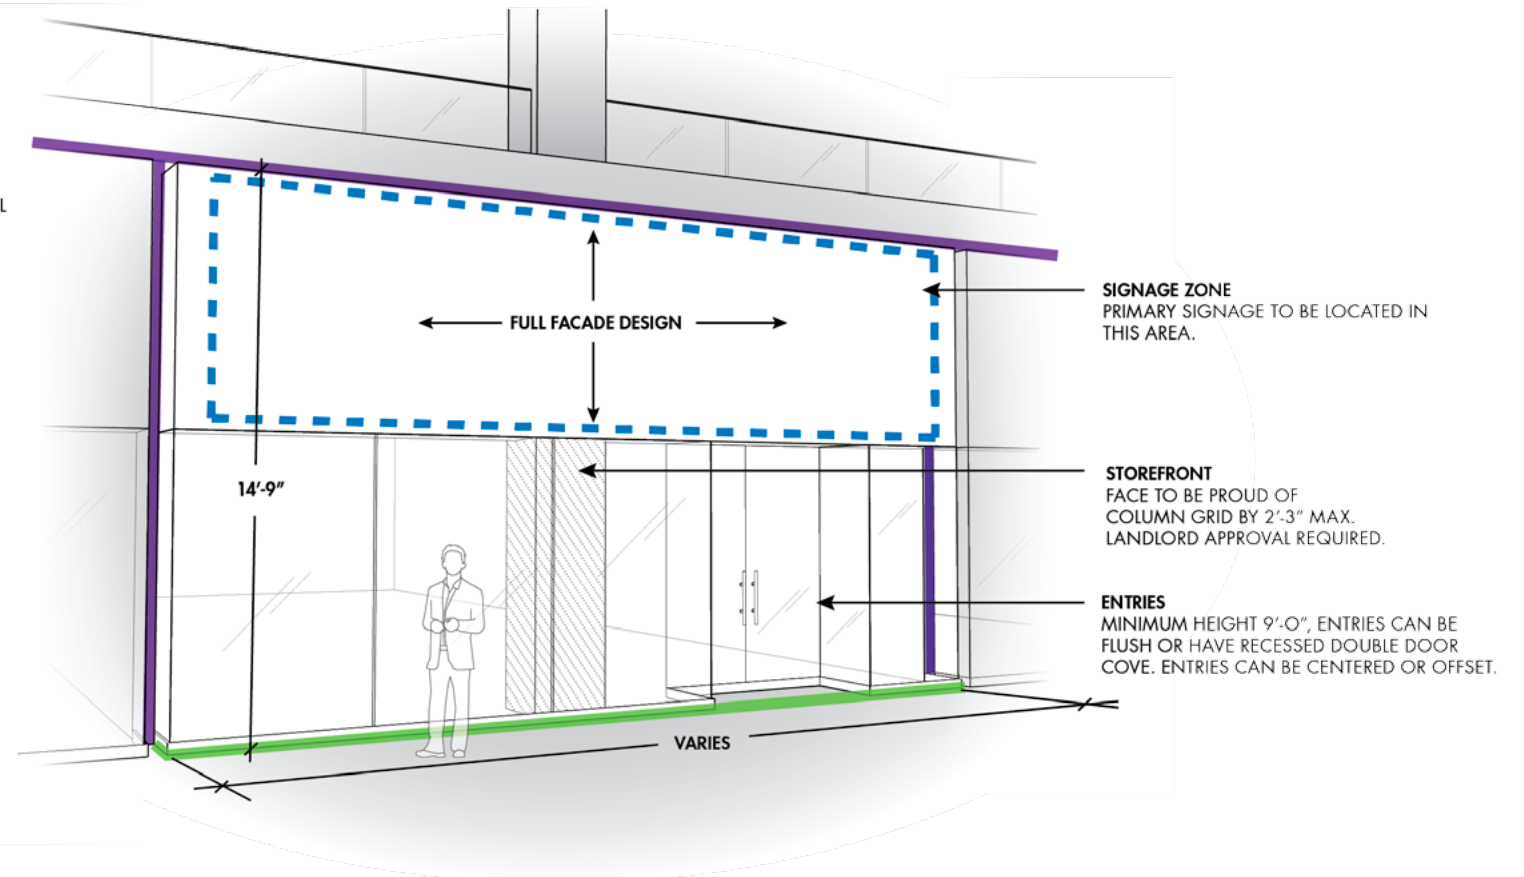 L
FULL FACADE DESIGN
SIGNAGE ZONE
PRIMARY SIGNAGE TO BE LOCATED IN
THIS AREA.
14'-9"
STOREFRONT
FACE TO BE PROUD OF
COLUMN GRID BY 2'-3" MAX.
LANDLORD APPROVAL REQUIRED.
ENTRIES
MINIMUM HEIGHT 9'-0", ENTRIES CAN BE
FLUSH OR HAVE RECESSED DOUBLE DOOR
COVE. ENTRIES CAN BE CENTERED OR OFFSET.
VARIES